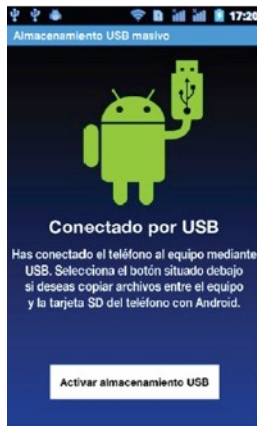 17:20
Almacenamiento USB masivo
Conectado por USB
Has conectado el teléfono al equipo mediante
USB. Selecciona el botón situado debajo
si deseas copiar archivos entre el equipo
y la tarjeta SD del teléfono con Android.
Activar almacenamiento USB